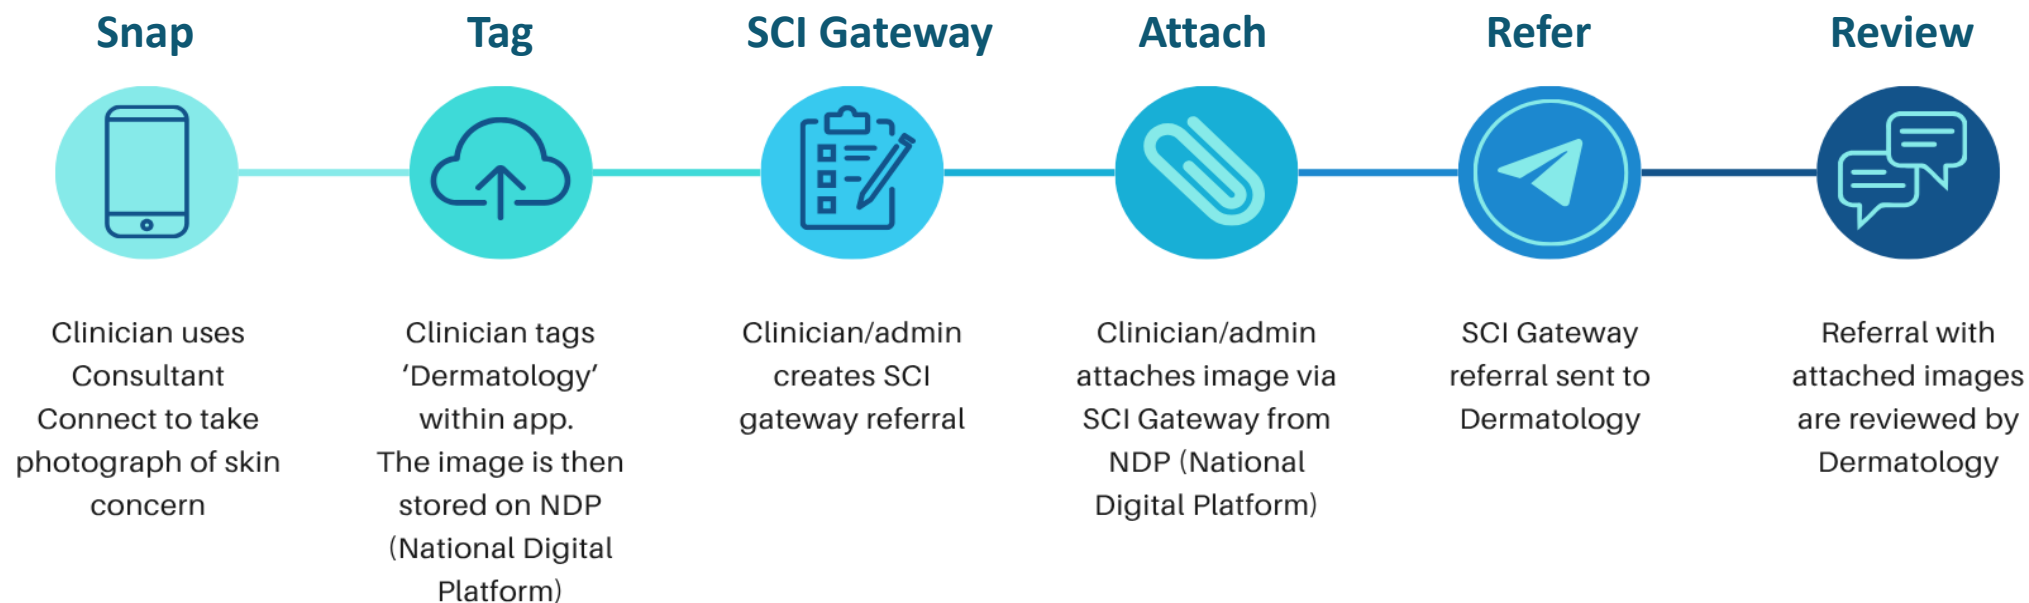 Snap
Clinician uses
Consultant
Connect to take
photograph of skin
concern
Tag
Clinician tags
‘Dermatology’
within app.
The image is then
stored on NDP
(National Digital
Platform)
SCI Gateway
Clinician/admin
creates SCI
gateway referral
Attach
Clinician/admin
attaches image via
SCI Gateway from
NDP (National
Digital Platform)
Refer
SCI Gateway
referral sent to
Dermatology
Review
Referral with
attached images
are reviewed by
Dermatology